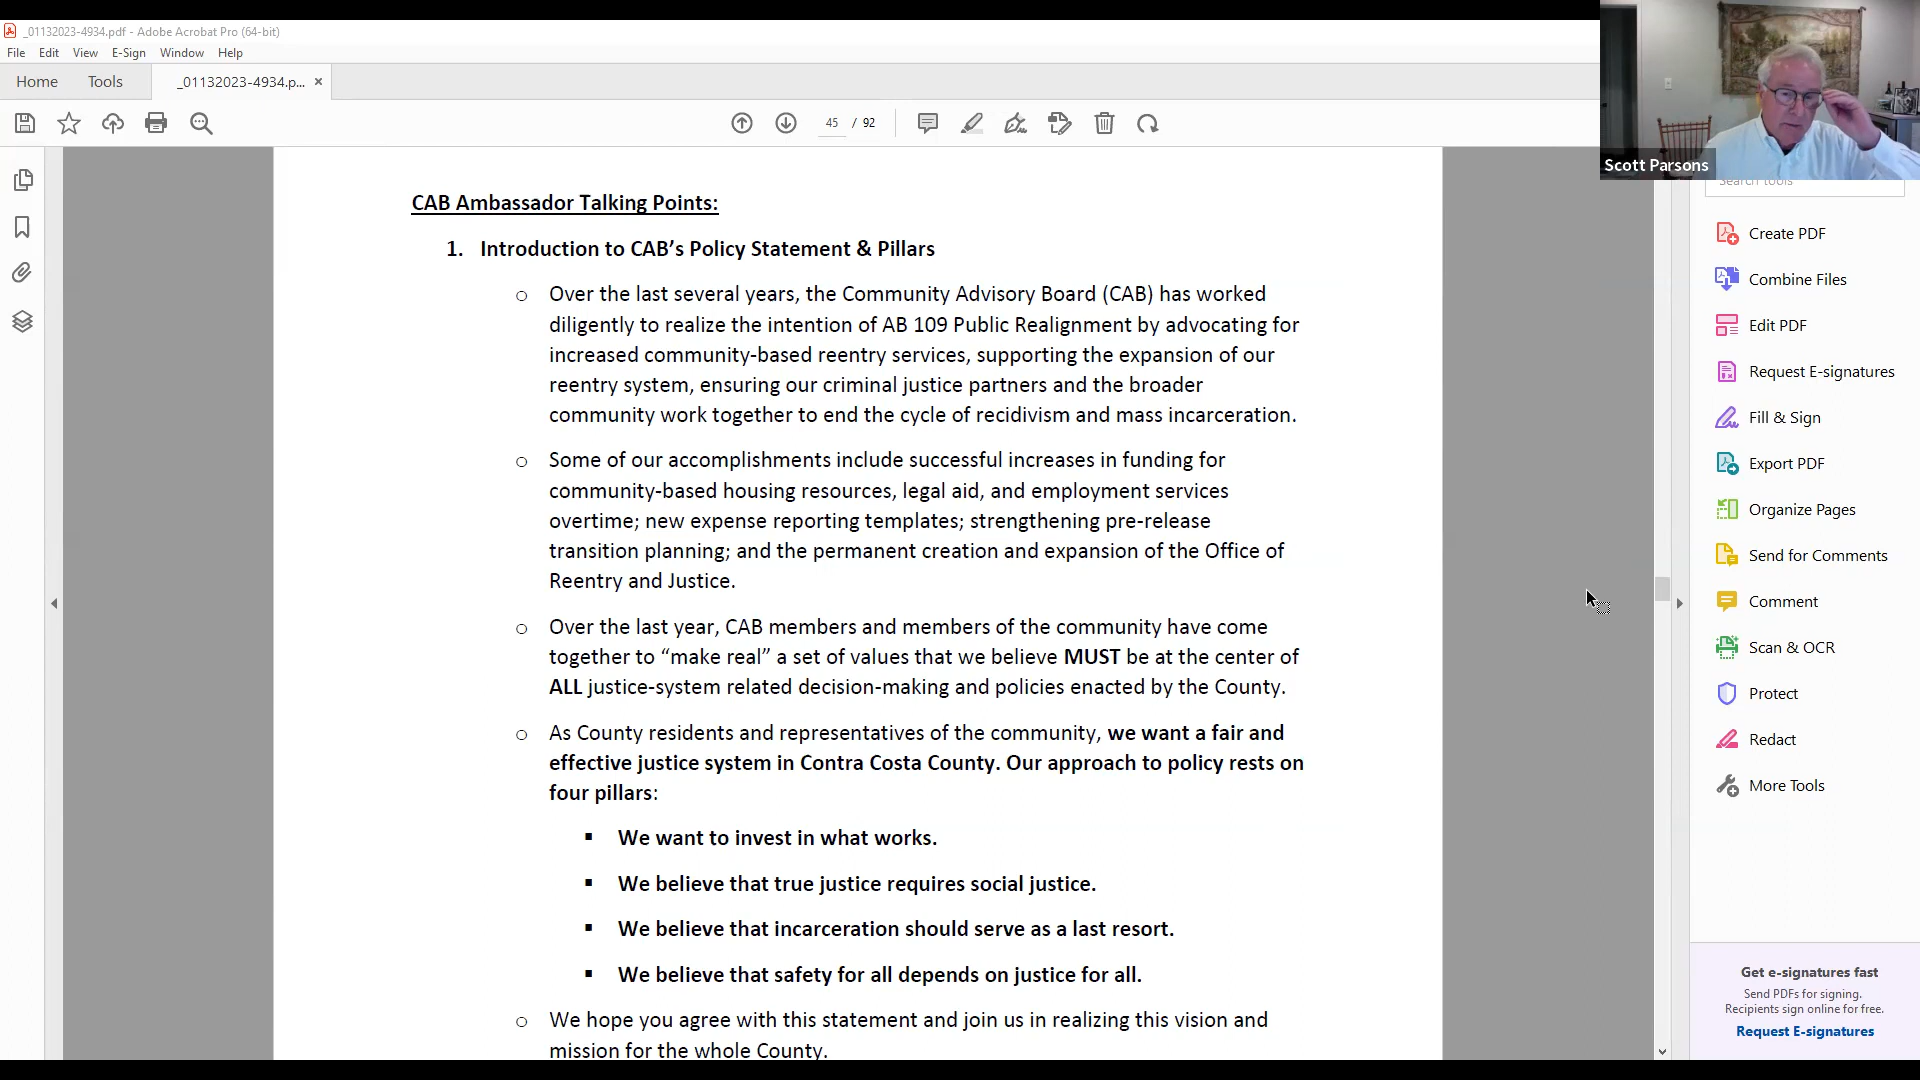 _01132023-4934.pdf - Adobe Acrobat Pro (64-bit)
File Edit View E-Sign Window Help
Home Tools _01132023-4934.p... ×
45 / 92
Scott Parsons
Search tools
CAB Ambassador Talking Points:
1. Introduction to CAB’s Policy Statement & Pillars
o Over the last several years, the Community Advisory Board (CAB) has worked
diligently to realize the intention of AB 109 Public Realignment by advocating for
increased community-based reentry services, supporting the expansion of our
reentry system, ensuring our criminal justice partners and the broader
community work together to end the cycle of recidivism and mass incarceration.
o Some of our accomplishments include successful increases in funding for
community-based housing resources, legal aid, and employment services
overtime; new expense reporting templates; strengthening pre-release
transition planning; and the permanent creation and expansion of the Office of
Reentry and Justice.
o Over the last year, CAB members and members of the community have come
together to “make real” a set of values that we believe MUST be at the center of
ALL justice-system related decision-making and policies enacted by the County.
o As County residents and representatives of the community, we want a fair and
effective justice system in Contra Costa County. Our approach to policy rests on
four pillars:
▪ We want to invest in what works.
▪ We believe that true justice requires social justice.
▪ We believe that incarceration should serve as a last resort.
▪ We believe that safety for all depends on justice for all.
o We hope you agree with this statement and join us in realizing this vision and
mission for the whole County.
Create PDF
Combine Files
Edit PDF
Request E-signatures
Fill & Sign
Export PDF
Organize Pages
Send for Comments
Comment
Scan & OCR
Protect
Redact
More Tools
Get e-signatures fast
Send PDFs for signing.
Recipients sign online for free.
Request E-signatures